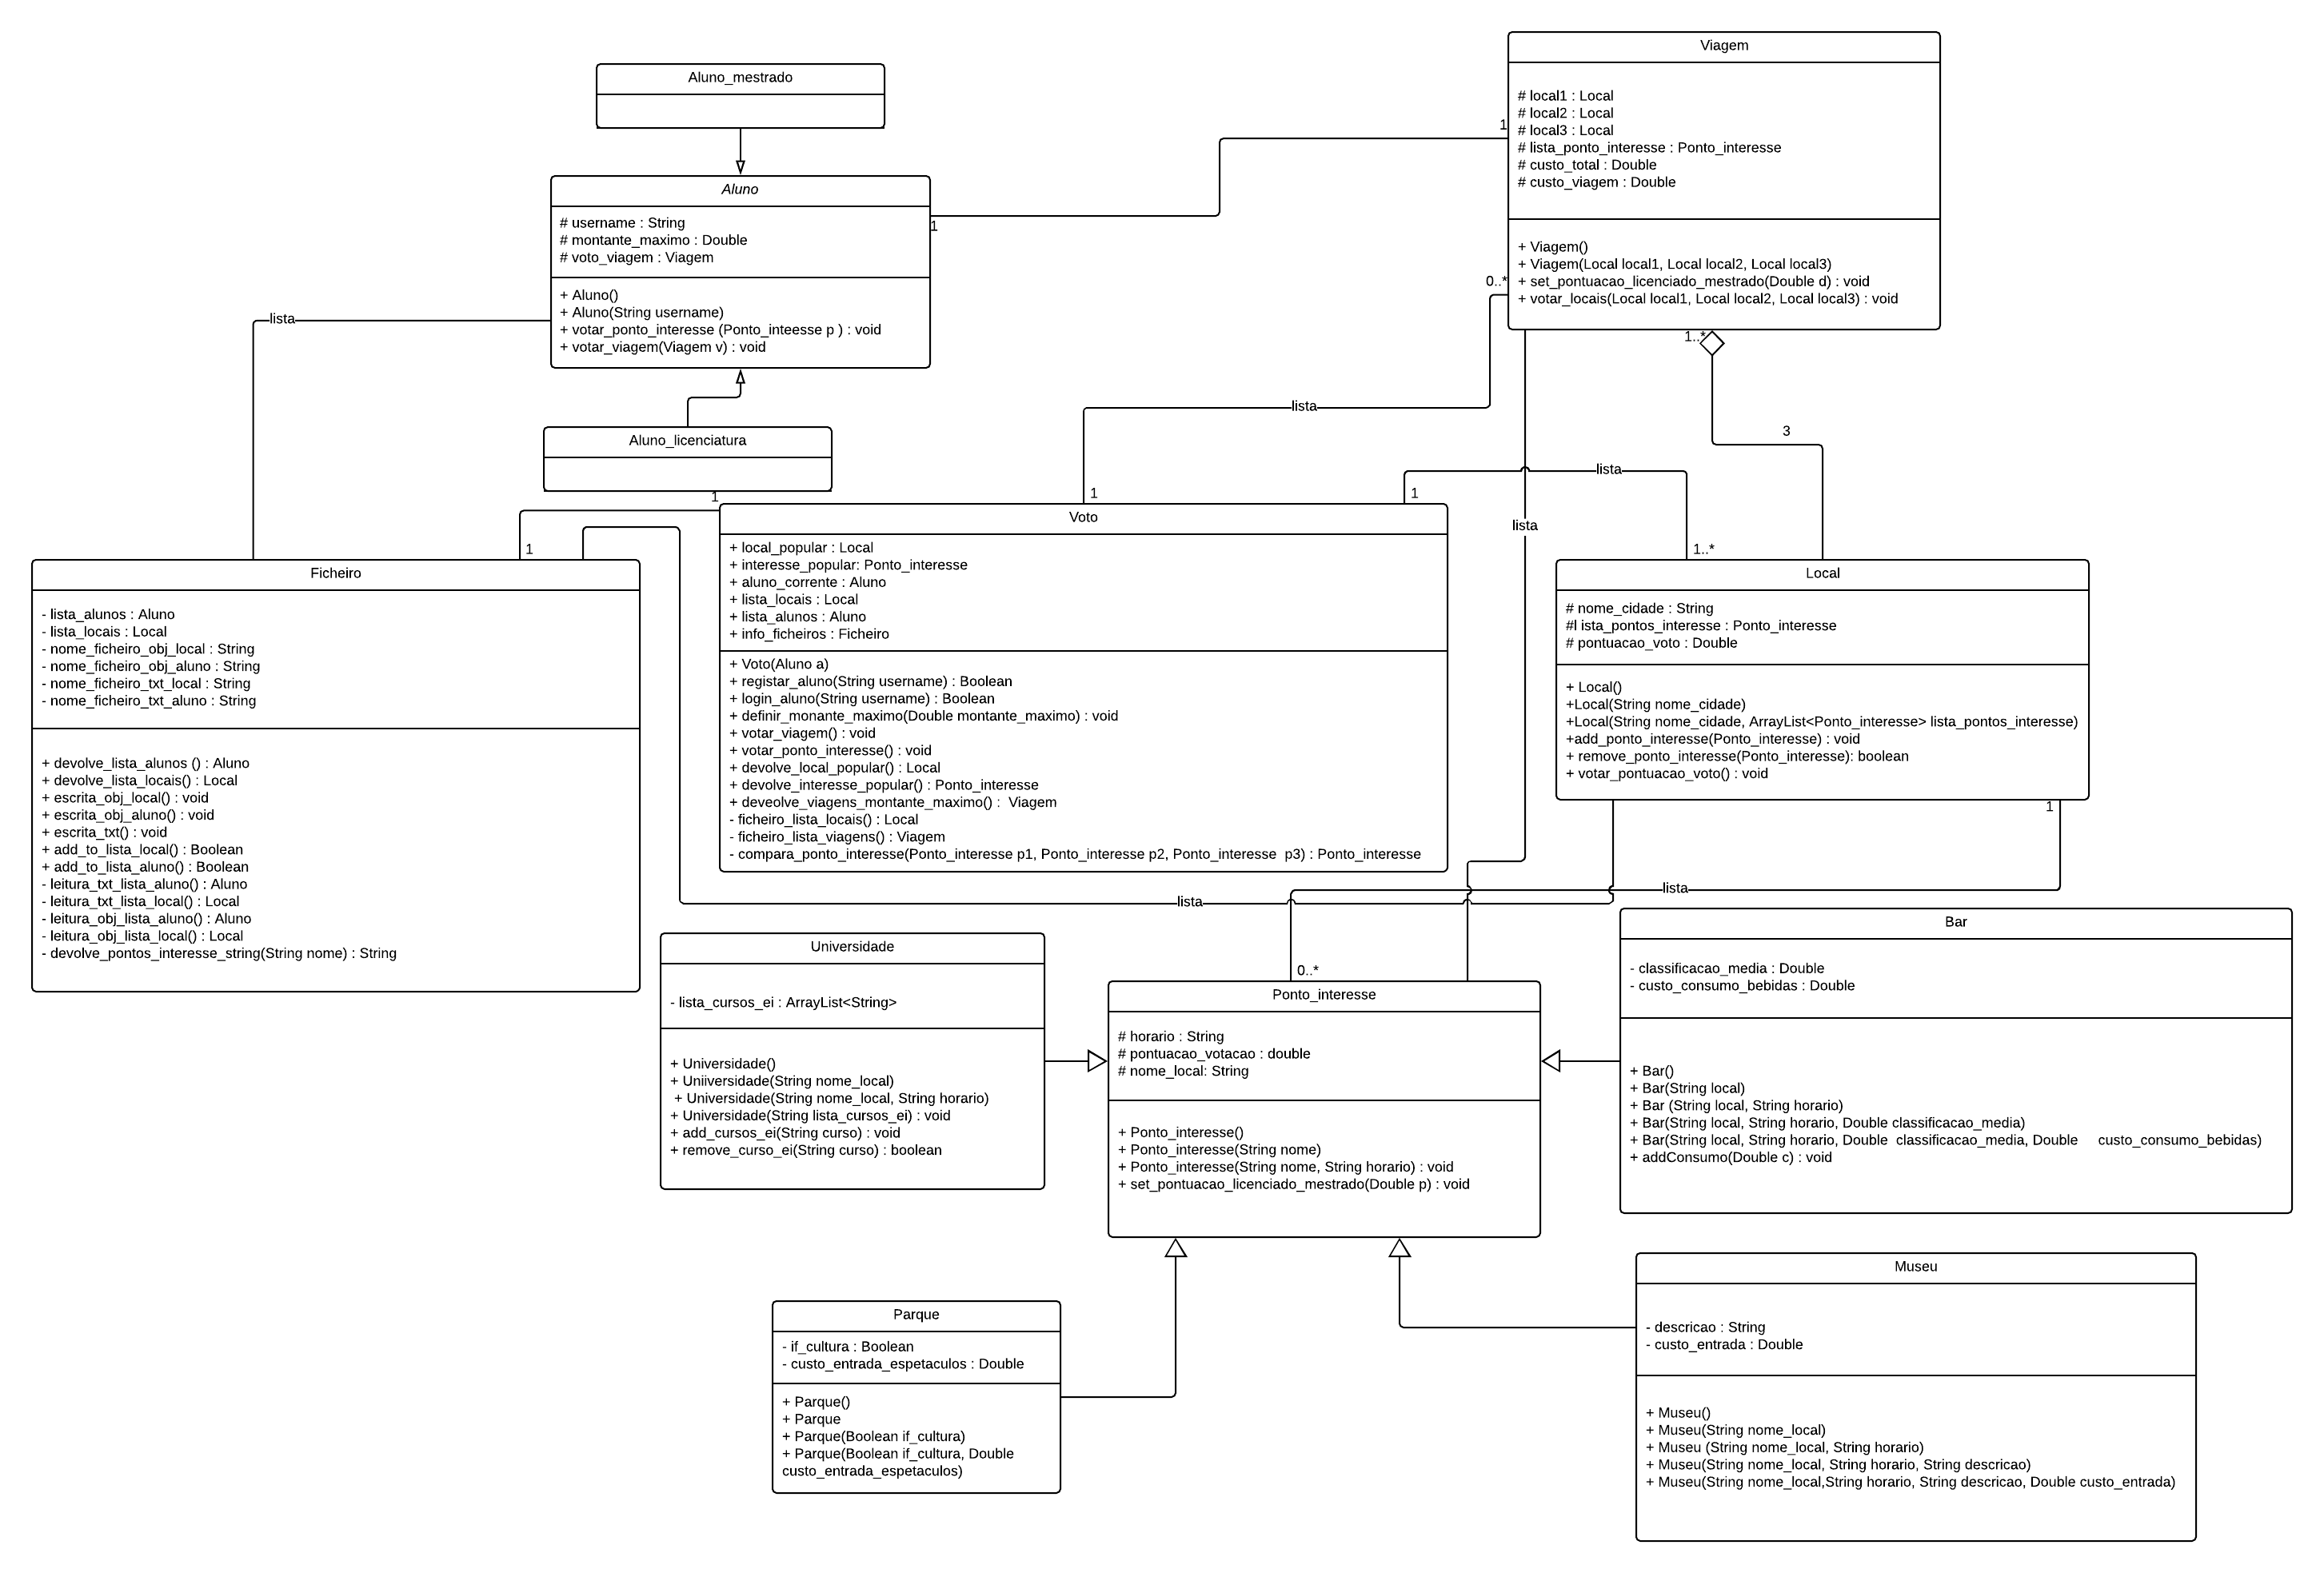 Aluno_mestrado
Aluno
# username : String
# montante_maximo : Double
# voto_viagem : Viagem
+ Aluno()
+ Aluno(String username)
+ votar_ponto_interesse (Ponto_inteesse p ) : void
+ votar_viagem(Viagem v) : void
1
1
Viagem
# local1 : Local
# local2 : Local
# local3 : Local
# lista_ponto_interesse : Ponto_interesse
# custo_total : Double
# custo_viagem : Double
+ Viagem()
+ Viagem(Local local1, Local local2, Local local3)
+ set_pontuacao_licenciado_mestrado(Double d) : void
+ votar_locais(Local local1, Local local2, Local local3) : void
0..*
1..*
lista
lista
3
Aluno_licenciatura
lista
1
1
1
1
lista
1..*
Voto
+ local_popular : Local
+ interesse_popular: Ponto_interesse
+ aluno_corrente : Aluno
+ lista_locais : Local
+ lista_alunos : Aluno
+ info_ficheiros : Ficheiro
+ Voto(Aluno a)
+ registar_aluno(String username) : Boolean
+ login_aluno(String username) : Boolean
+ definir_monante_maximo(Double montante_maximo) : void
+ votar_viagem() : void
+ votar_ponto_interesse() : void
+ devolve_local_popular() : Local
+ devolve_interesse_popular() : Ponto_interesse
+ deveolve_viagens_montante_maximo() :  Viagem
- ficheiro_lista_locais() : Local
- ficheiro_lista_viagens() : Viagem
- compara_ponto_interesse(Ponto_interesse p1, Ponto_interesse p2, Ponto_interesse  p3) : Ponto_interesse
Ficheiro
- lista_alunos : Aluno
- lista_locais : Local
- nome_ficheiro_obj_local : String
- nome_ficheiro_obj_aluno : String
- nome_ficheiro_txt_local : String
- nome_ficheiro_txt_aluno : String
+ devolve_lista_alunos () : Aluno
+ devolve_lista_locais() : Local
+ escrita_obj_local() : void
+ escrita_obj_aluno() : void
+ escrita_txt() : void
+ add_to_lista_local() : Boolean
+ add_to_lista_aluno() : Boolean
- leitura_txt_lista_aluno() : Aluno
- leitura_txt_lista_local() : Local
- leitura_obj_lista_aluno() : Aluno
- leitura_obj_lista_local() : Local
- devolve_pontos_interesse_string(String nome) : String
Local
# nome_cidade : String
#l ista_pontos_interesse : Ponto_interesse
# pontuacao_voto : Double
+ Local()
+Local(String nome_cidade)
+Local(String nome_cidade, ArrayList<Ponto_interesse> lista_pontos_interesse)
+add_ponto_interesse(Ponto_interesse) : void
+ remove_ponto_interesse(Ponto_interesse): boolean
+ votar_pontuacao_voto() : void
1
lista
lista
0..*
Universidade
- lista_cursos_ei : ArrayList<String>
+ Universidade()
+ Uniiversidade(String nome_local)
+ Universidade(String nome_local, String horario)
+ Universidade(String lista_cursos_ei) : void
+ add_cursos_ei(String curso) : void
+ remove_curso_ei(String curso) : boolean
Ponto_interesse
# horario : String
# pontuacao_votacao : double
# nome_local: String
+ Ponto_interesse()
+ Ponto_interesse(String nome)
+ Ponto_interesse(String nome, String horario) : void
+ set_pontuacao_licenciado_mestrado(Double p) : void
Bar
- classificacao_media : Double
- custo_consumo_bebidas : Double
+ Bar()
+ Bar(String local)
+ Bar (String local, String horario)
+ Bar(String local, String horario, Double classificacao_media)
+ Bar(String local, String horario, Double  classificacao_media, Double     custo_consumo_bebidas)
+ addConsumo(Double c) : void
Parque
- if_cultura : Boolean
- custo_entrada_espetaculos : Double
+ Parque()
+ Parque
+ Parque(Boolean if_cultura)
+ Parque(Boolean if_cultura, Double
custo_entrada_espetaculos)
Museu
- descricao : String
- custo_entrada : Double
+ Museu()
+ Museu(String nome_local)
+ Museu (String nome_local, String horario)
+ Museu(String nome_local, String horario, String descricao)
+ Museu(String nome_local,String horario, String descricao, Double custo_entrada)